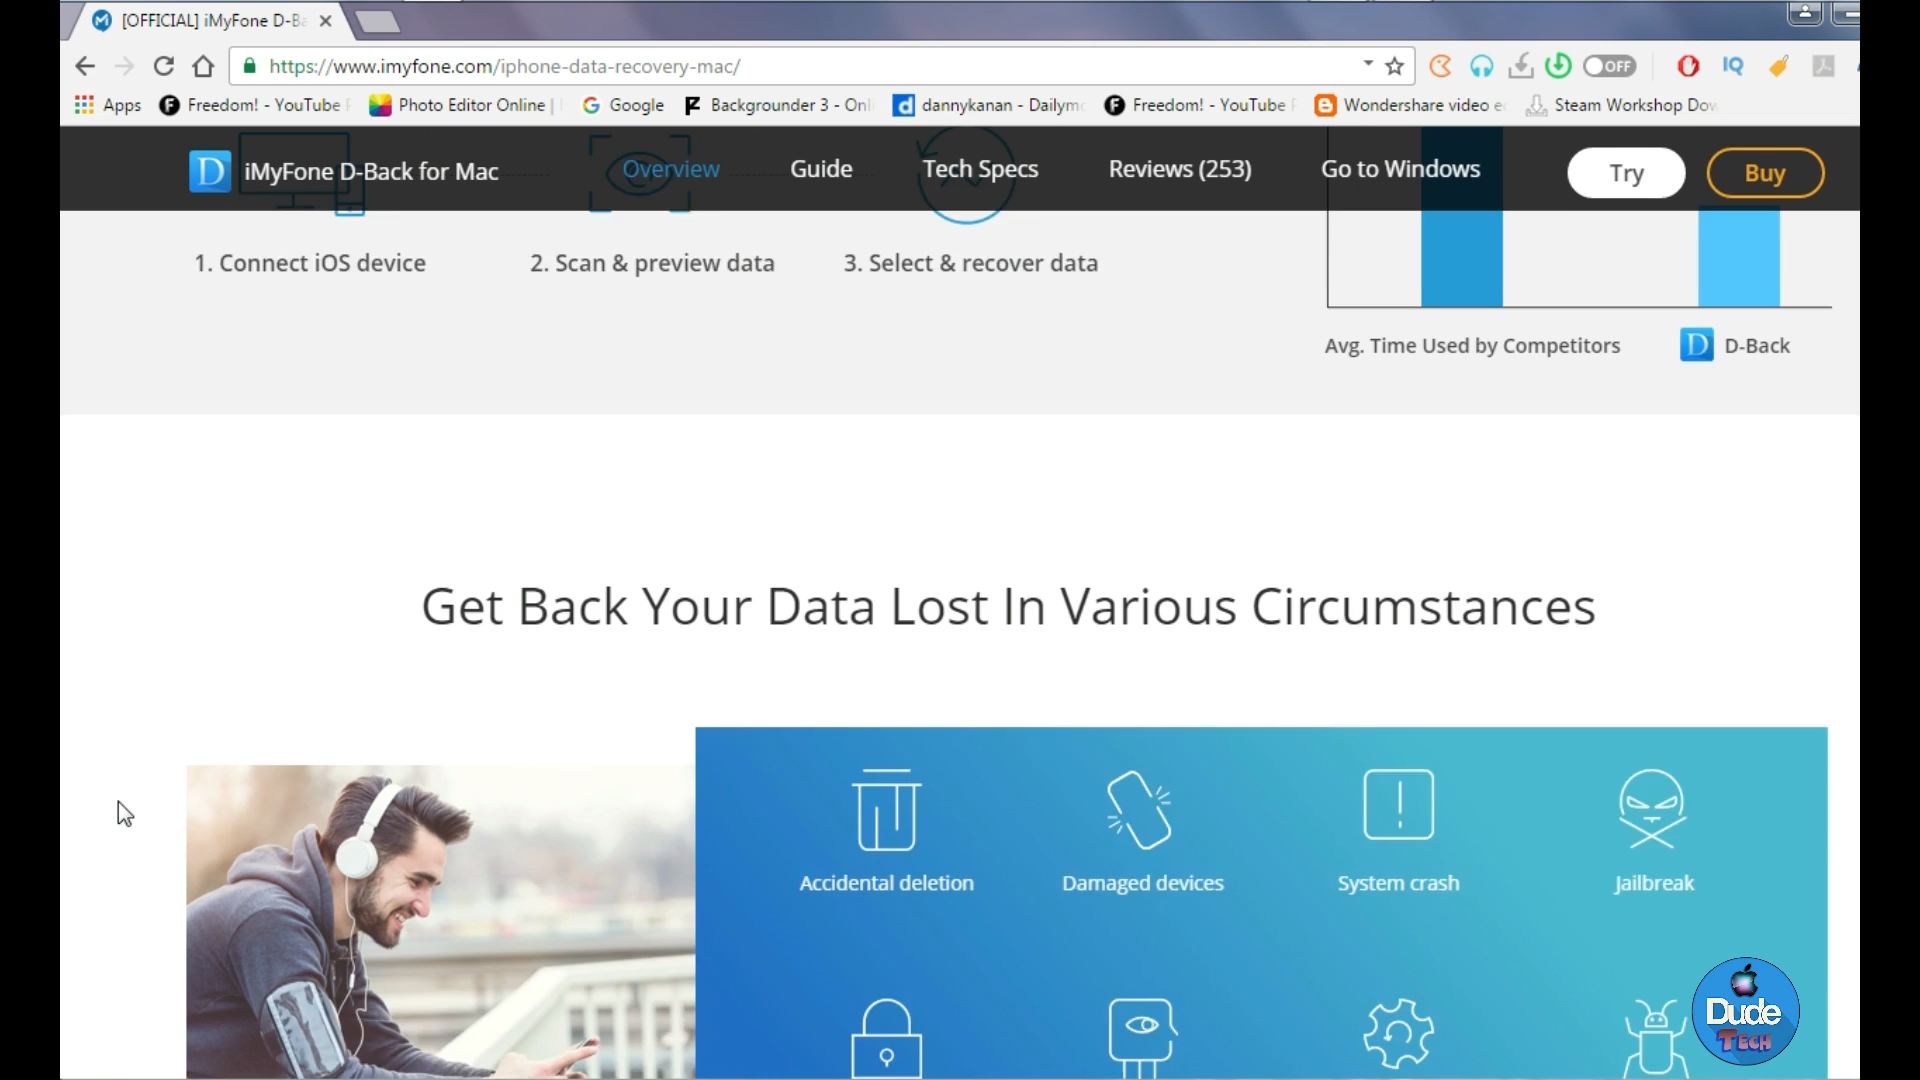 [OFFICIAL] iMyFone D-Ba
https://www.imyfone.com/iphone-data-recovery-mac/
OFF
IQ
Apps
Freedom! - YouTube
Photo Editor Online |
Google
Backgrounder 3 - Onl
dannykanan - Dailym
Freedom! - YouTube
Wondershare video e
Steam Workshop Dow
D iMyFone D-Back for Mac
Overview
Guide
Tech Specs
Reviews (253)
Go to Windows
Try
Buy
1. Connect iOS device
2. Scan & preview data
3. Select & recover data
Avg. Time Used by Competitors
D D-Back
Get Back Your Data Lost In Various Circumstances
Accidental deletion
Damaged devices
System crash
Jailbreak
Dude
TECH